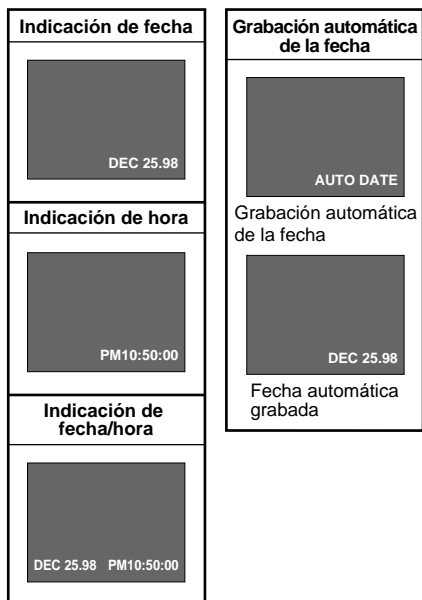 Indicación de fecha
DEC 25.98
Indicación de hora
PM10:50:00
Indicación de
fecha/hora
DEC 25.98 PM10:50:00
Grabación automática
de la fecha
AUTO DATE
Grabación automática
de la fecha
DEC 25.98
Fecha automática
grabada